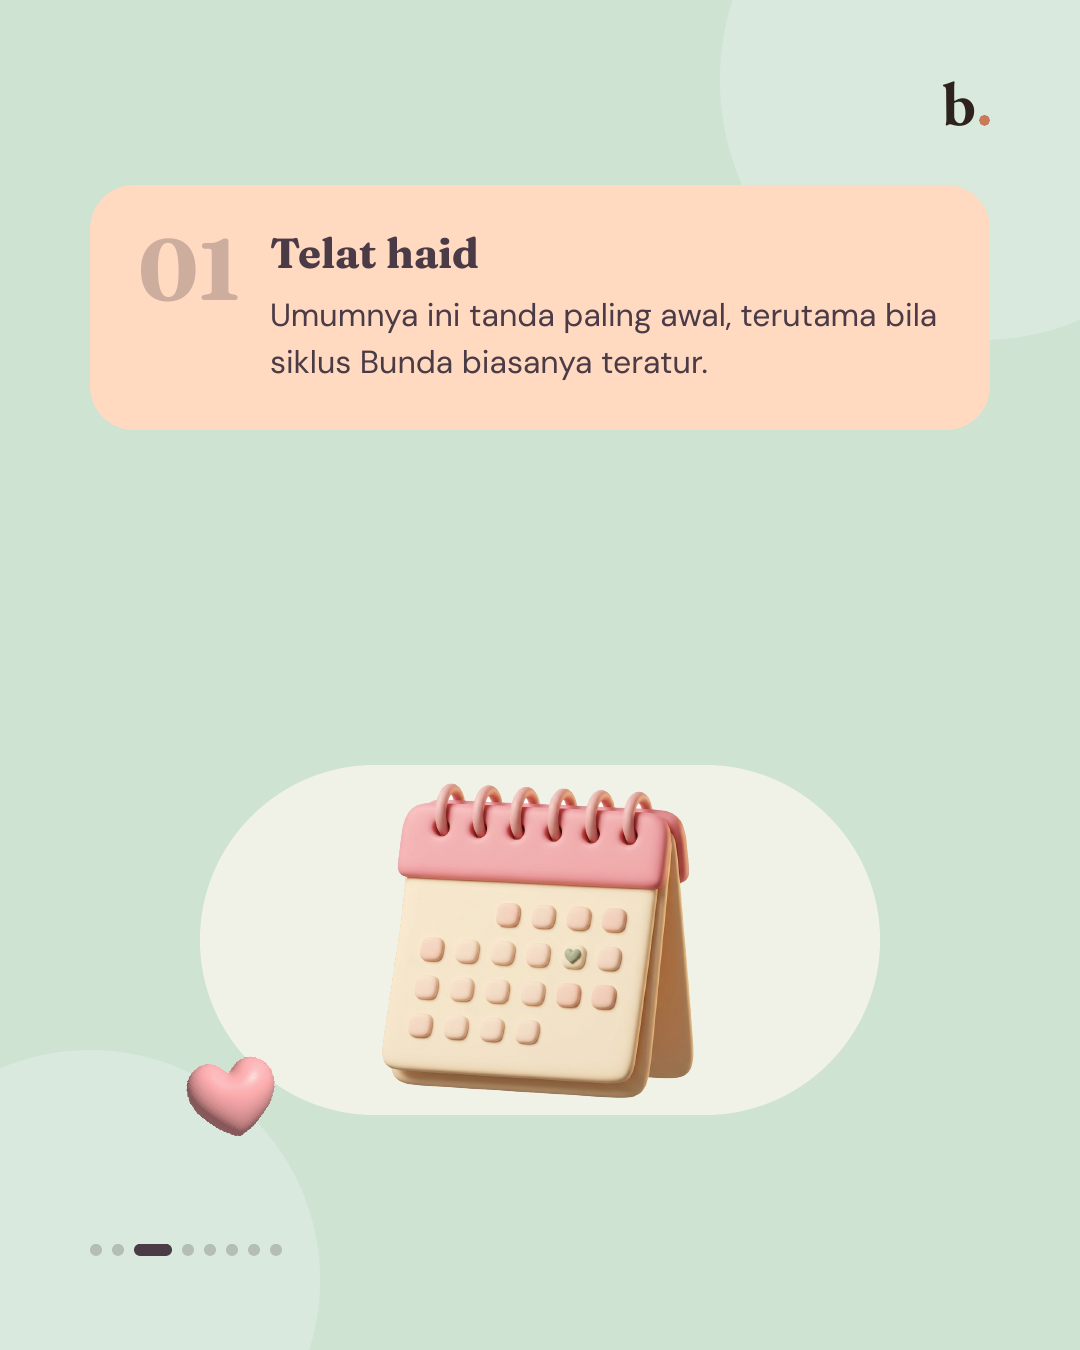 b.
01
Telat haid
Umumnya ini tanda paling awal, terutama bila
siklus Bunda biasanya teratur.